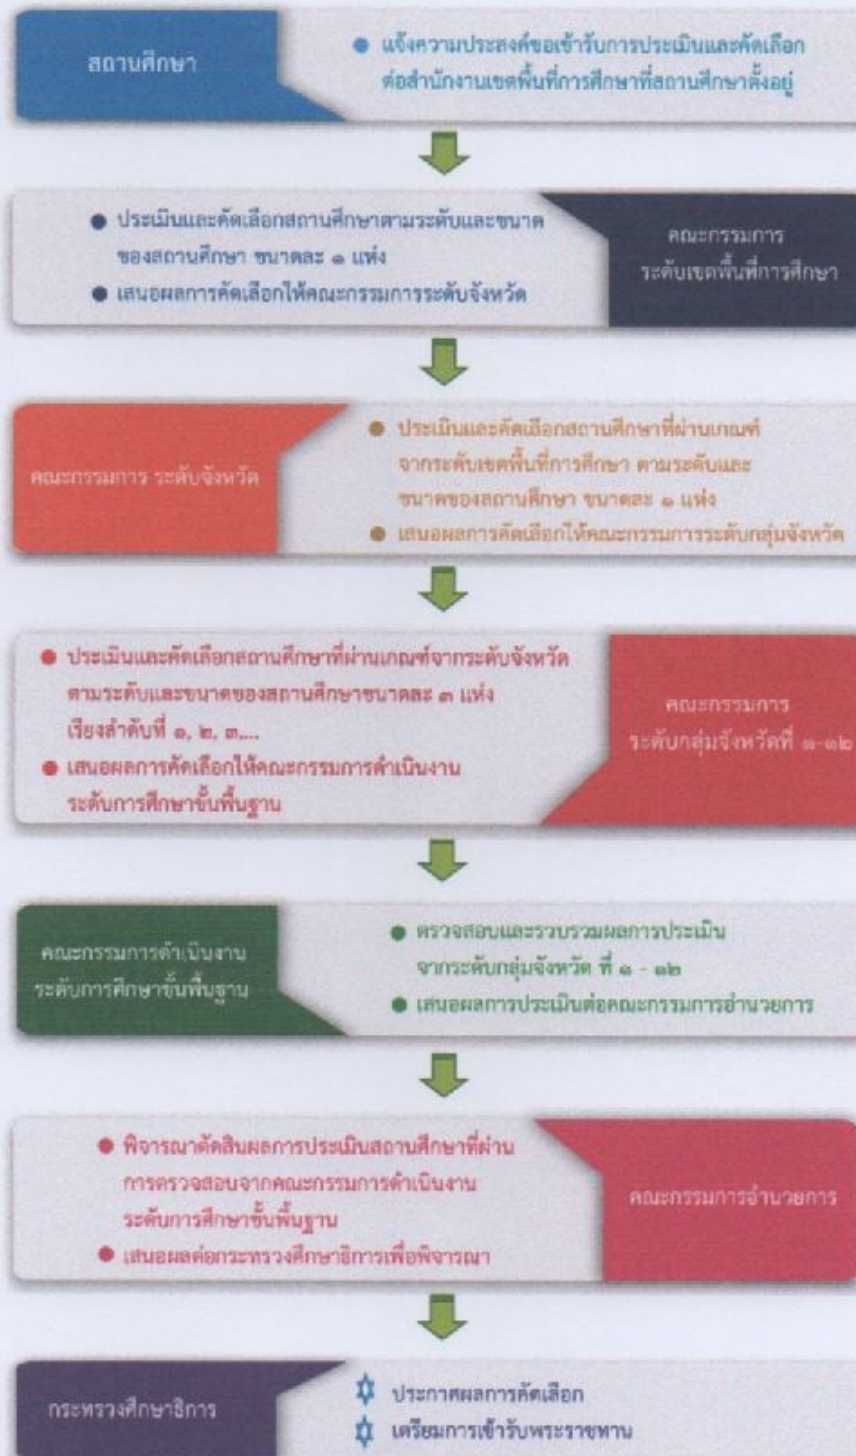 สถานศึกษา
แจ้งความประสงค์ขอเข้ารับการประเมินและคัดเลือก
ต่อสำนักงานเขตพื้นที่การศึกษาที่สถานศึกษาตั้งอยู่
ประเมินและคัดเลือกสถานศึกษาตามระดับและขนาด
ของสถานศึกษา ขนาดละ ๑ แห่ง
เสนอผลการคัดเลือกให้คณะกรรมการระดับจังหวัด
คณะกรรมการ
ระดับเขตพื้นที่การศึกษา
คณะกรรมการ ระดับจังหวัด
ประเมินและคัดเลือกสถานศึกษาที่ผ่านเกณฑ์
จากระดับเขตพื้นที่การศึกษา ตามระดับและ
ขนาดของสถานศึกษา ขนาดละ ๑ แห่ง
เสนอผลการคัดเลือกให้คณะกรรมการระดับกลุ่มจังหวัด
ประเมินและคัดเลือกสถานศึกษาที่ผ่านเกณฑ์จากระดับจังหวัด
ตามระดับและขนาดของสถานศึกษาขนาดละ ๓ แห่ง
เรียงลำดับที่ ๑, ๒, ๓,...
เสนอผลการคัดเลือกให้คณะกรรมการดำเนินงาน
ระดับการศึกษาขั้นพื้นฐาน
คณะกรรมการ
ระดับกลุ่มจังหวัดที่ ๑-๑๒
คณะกรรมการดำเนินงาน
ระดับการศึกษาขั้นพื้นฐาน
ตรวจสอบและรวบรวมผลการประเมิน
จากระดับกลุ่มจังหวัด ที่ ๑ - ๑๒
เสนอผลการประเมินต่อคณะกรรมการอำนวยการ
พิจารณาตัดสินผลการประเมินสถานศึกษาที่ผ่าน
การตรวจสอบจากคณะกรรมการดำเนินงาน
ระดับการศึกษาขั้นพื้นฐาน
เสนอผลต่อกระทรวงศึกษาธิการเพื่อพิจารณา
คณะกรรมการอำนวยการ
กระทรวงศึกษาธิการ
ประกาศผลการคัดเลือก
เตรียมการเข้ารับพระราชทาน